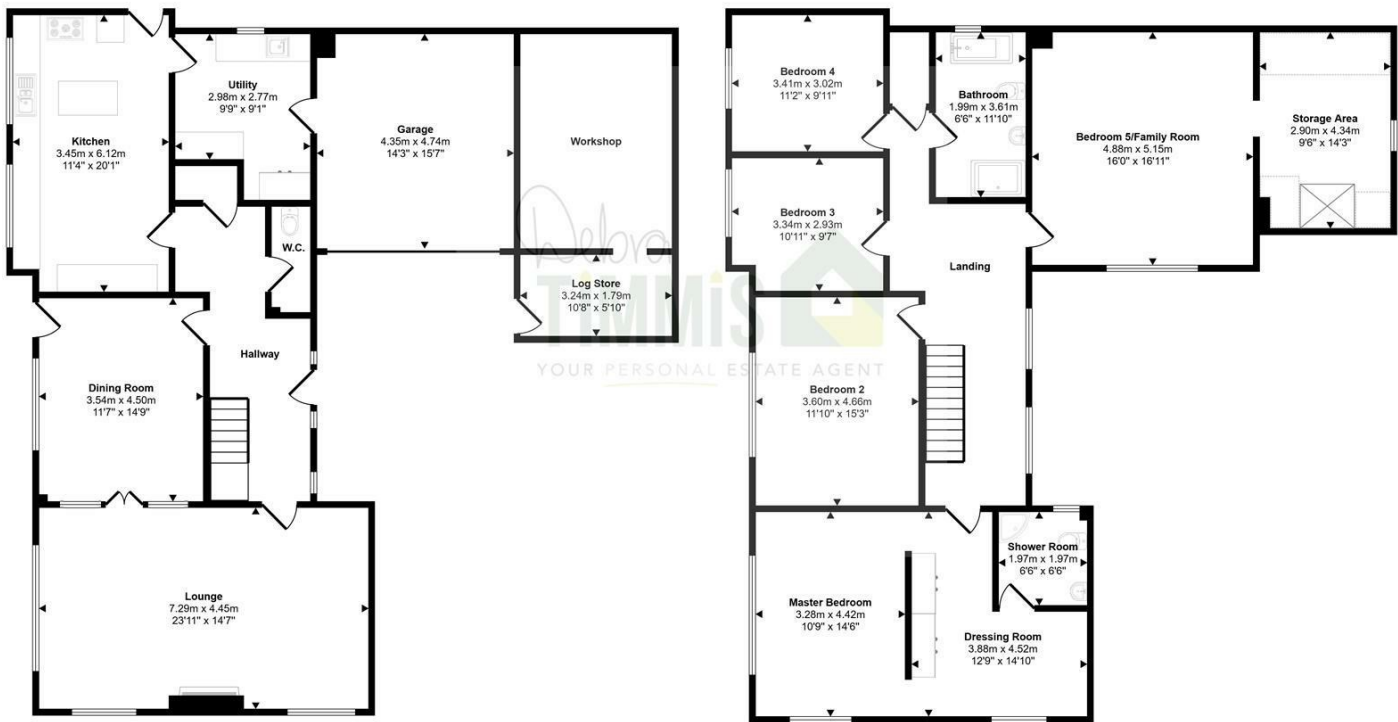 Kitchen
3.45m x 6.12m
11'4" x 20'1"
Utility
2.98m x 2.77m
9'9" x 9'1"
Garage
4.35m x 4.74m
14'3" x 15'7"
Workshop
W.C.
Log Store
3.24m x 1.79m
10'8" x 5'10"
Hallway
Dining Room
3.54m x 4.50m
11'7" x 14'9"
Lounge
7.29m x 4.45m
23'11" x 14'7"
Bedroom 4
3.41m x 3.02m
11'2" x 9'11"
Bathroom
1.99m x 3.61m
6'6" x 11'10"
Bedroom 5/Family Room
4.88m x 5.15m
16'0" x 16'11"
Storage Area
2.90m x 4.34m
9'6" x 14'3"
Bedroom 3
3.34m x 2.93m
10'11" x 9'7"
Landing
Bedroom 2
3.60m x 4.66m
11'10" x 15'3"
Shower Room
1.97m x 1.97m
6'6" x 6'6"
Master Bedroom
3.28m x 4.42m
10'9" x 14'6"
Dressing Room
3.88m x 4.52m
12'9" x 14'10"
Debra
TiMMiS
YOUR PERSONAL ESTATE AGENT